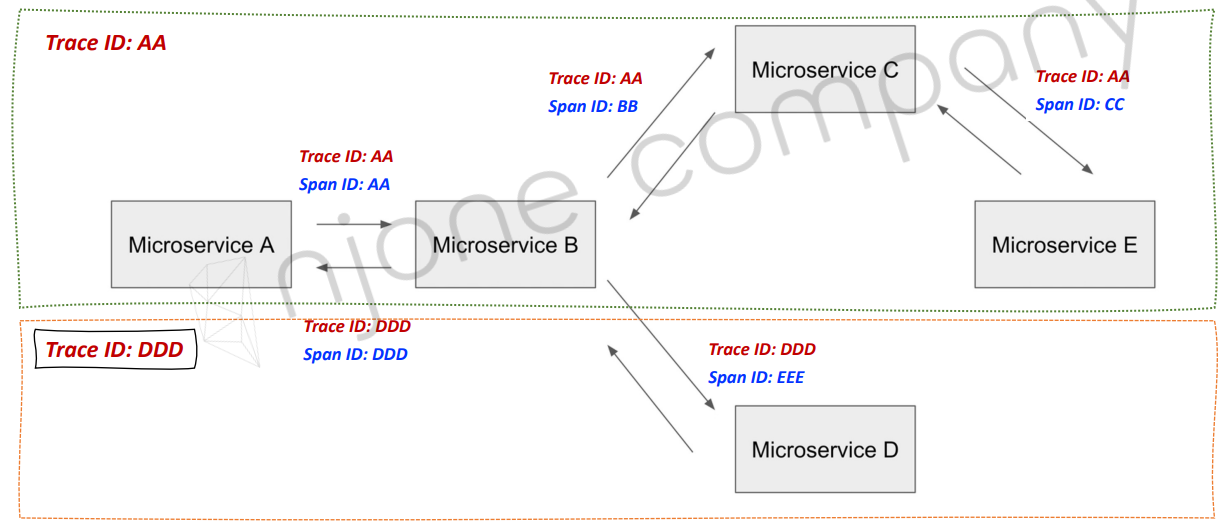 Trace ID: AA
Microservice C
Trace ID: AA
Span ID: BB
Trace ID: AA
Span ID: CC
Trace ID: AA
Span ID: AA
Microservice A
Microservice B
Microservice E
Trace ID: DDD
Span ID: DDD
Trace ID: DDD
Trace ID: DDD
Span ID: EEE
Microservice D
njone company